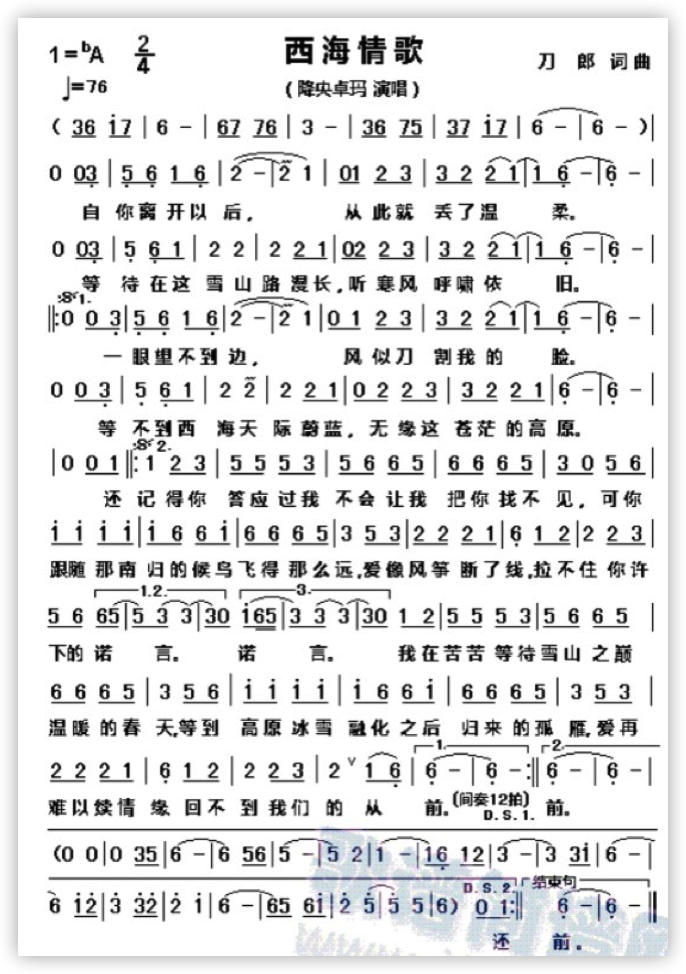 西海情歌
1=ᵇA 2/4
刀 郎 词曲
♩=76
(降央卓玛 演唱)
( 36 i7 | 6 - | 67 76 | 3 - | 36 75 | 37 i7 | 6 - | 6 - ) |
0 03 | 5 6 1 6 | 2 - | 2 1 | 01 2 3 | 3 2 2 1 | 1 6 - | 6 - |
自 你离开以 后, 从此就 丢了温 柔。
0 03 | 5 6 1 | 2 2 | 2 2 1 | 02 2 3 | 3 2 2 1 | 1 6 - | 6 - |
等 待在这 雪山路漫长,听寒风 呼啸依 旧。
1.
0 0 3 | 5 6 1 6 | 2 - | 2 1 | 0 1 2 3 | 3 2 2 1 | 1 6 - | 6 - |
一眼望不到边, 风似刀 割我的 脸。
0 0 3 | 5 6 1 | 2 2 | 2 2 1 | 0 2 2 3 | 3 2 2 1 | 6 - | 6 - |
等 不到西 海天 际蔚蓝, 无缘这 苍茫的高原。
2.
| 0 0 1 ‖: 1 2 3 | 5 5 5 3 | 5 6 6 5 | 6 6 6 5 | 3 0 5 6 |
还 记得你 答应过我 不会让我 把你找不 见, 可你
i i i i | i 6 6 i | 6 6 6 5 | 3 5 3 | 2 2 2 1 | 6 1 2 | 2 2 3 |
跟随 那南 归的候鸟飞得 那么远,爱像风筝 断了线,拉不住 你许
1.2. 3.
5 6 65 | 5 3 3 | 30 i65 | 3 3 3 | 30 1 2 | 5 5 5 3 | 5 6 6 5 |
下的 诺 言。 诺 言。 我在苦苦 等待雪山 之巅
6 6 6 5 | 3 5 6 | i i i i | i 6 6 i | 6 6 6 5 | 3 5 3 |
温暖 的春 天,等到 高原冰雪 融化之后 归来的孤 雁,爱再
1. 2.
2 2 2 1 | 6 1 2 | 2 2 3 | 2 ∨ 1 6 | 6 - 6 - :‖ 6 - 6 - |
难以续情 缘 回不 到我们 的 从 前。(间奏12拍) 前。
D.S.1.
(0 0 | 0 35 | 6 - | 6 56 | 5 - | 5 2 | 1 - | 16 12 | 3 - | 3 3i | 6 - |
D.S.2 结束句
6 i2 | 3 32 | 2 i | 6 - | 65 6i | 2 5 | 5 6) 0 1 :‖ 6 - 6 - ‖
还 前。